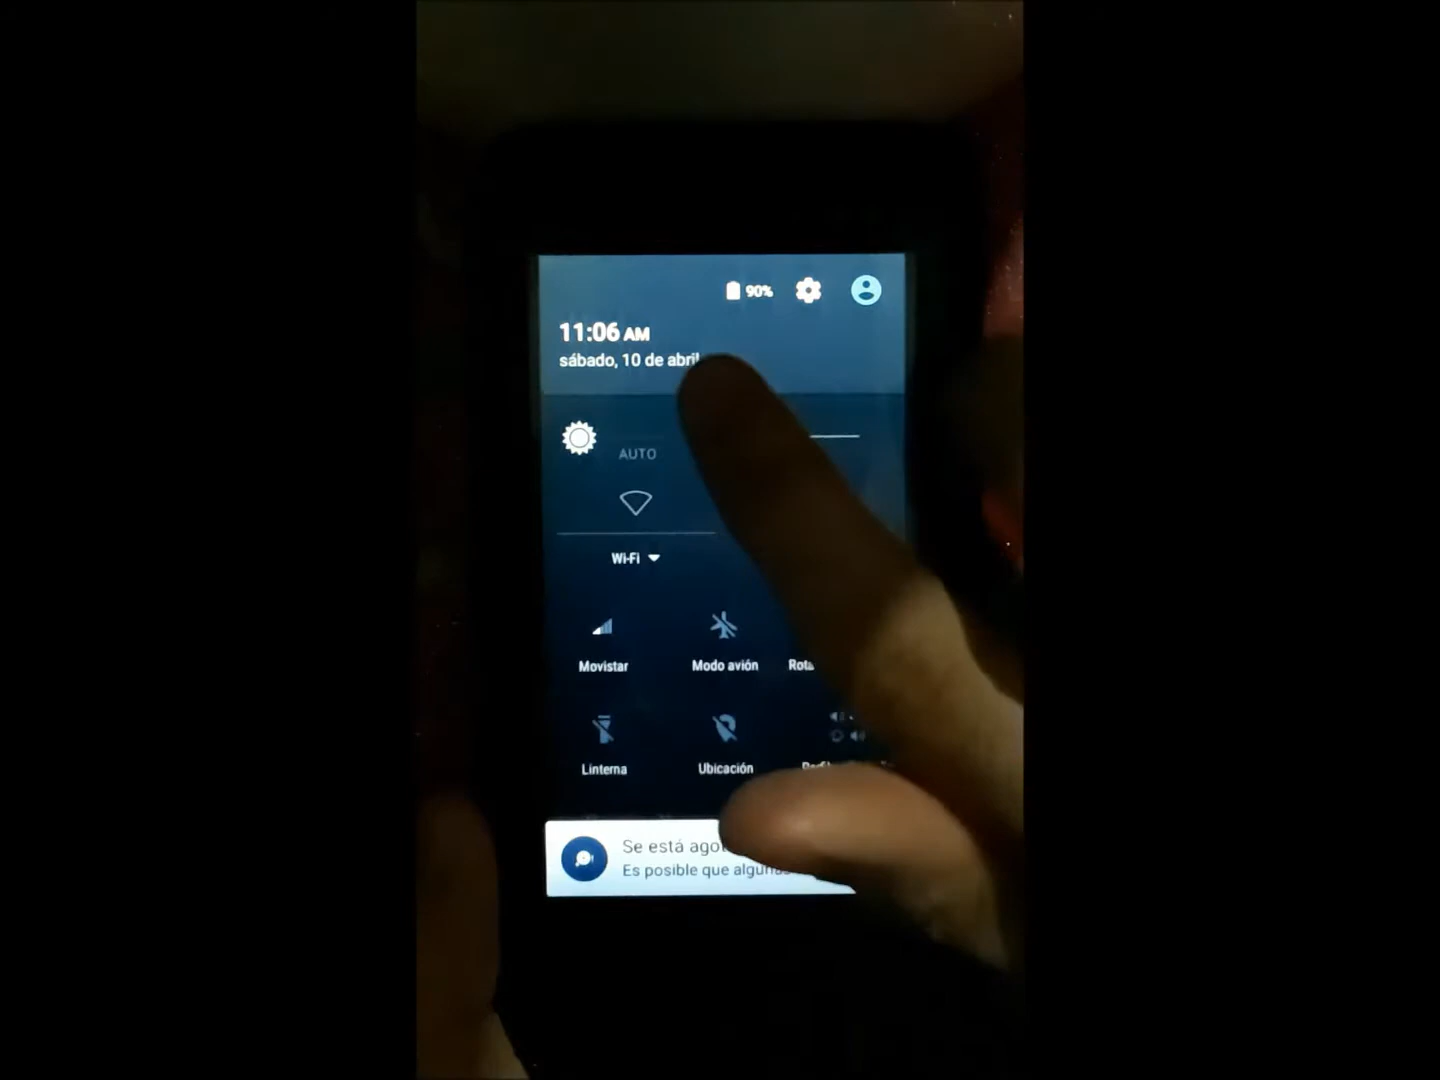 90%
11:06 AM
sábado, 10 de abril
AUTO
Wi-Fi
Movistar
Modo avión
Linterna
Ubicación
Se está
Es posible que algunas